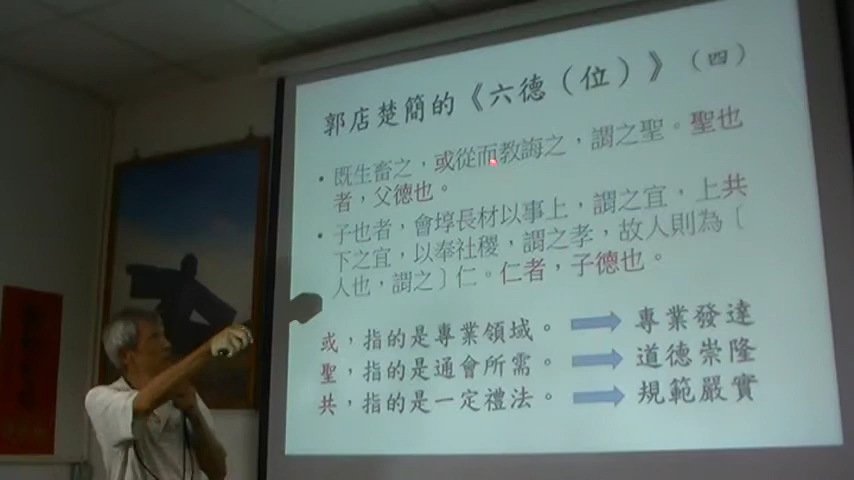 郭店楚簡的《六德（位）》（四）
•既生畜之，或從而教誨之，謂之聖。聖也
者，父德也。
•子也者，會埻長材以事上，謂之宜，上共
下之宜，以奉社稷，謂之孝，故人則為〔
人也，謂之〕仁。仁者，子德也。
或，指的是專業領域。 專業發達
聖，指的是通會所需。 道德崇隆
共，指的是一定禮法。 規範嚴實